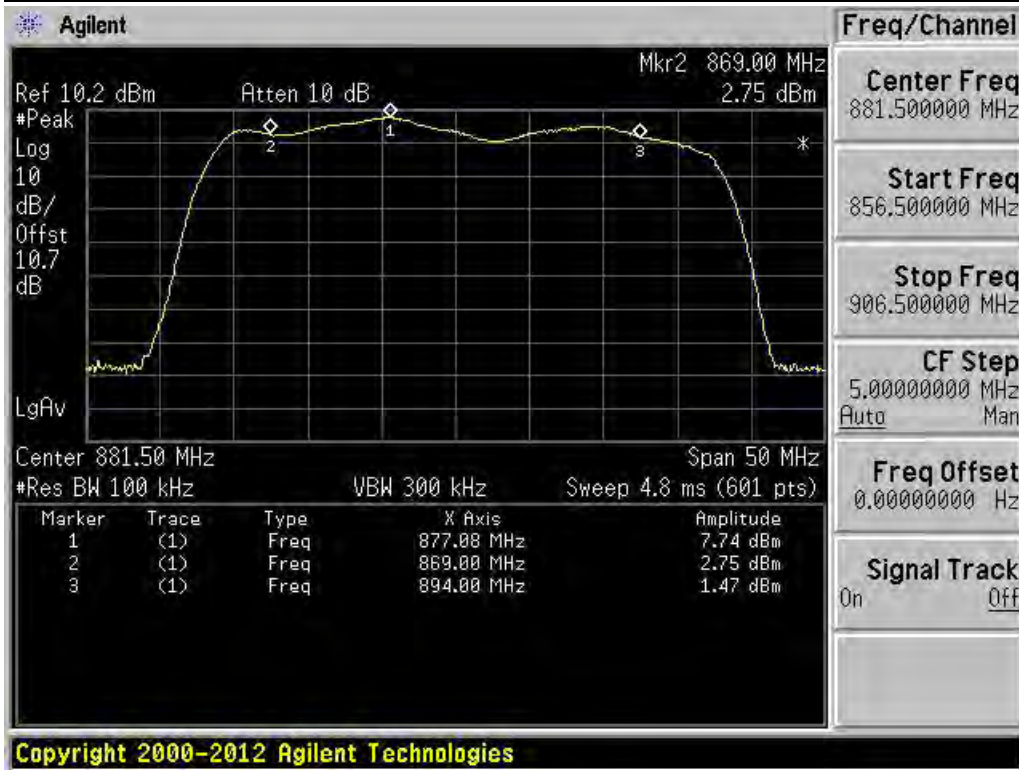 Agilent
Freq/Channel
Mkr2 869.00 MHz
Ref 10.2 dBm Atten 10 dB 2.75 dBm
#Peak
Log
10
dB/
Offst
10.7
dB
LgAv
1
2
3
*
Center 881.50 MHz Span 50 MHz
#Res BW 100 kHz VBW 300 kHz Sweep 4.8 ms (601 pts)
Marker Trace Type X Axis Amplitude
1 (1) Freq 877.08 MHz 7.74 dBm
2 (1) Freq 869.00 MHz 2.75 dBm
3 (1) Freq 894.00 MHz 1.47 dBm
Center Freq
881.500000 MHz
Start Freq
856.500000 MHz
Stop Freq
906.500000 MHz
CF Step
5.00000000 MHz
Auto Man
Freq Offset
0.00000000 Hz
Signal Track
On Off
Copyright 2000-2012 Agilent Technologies